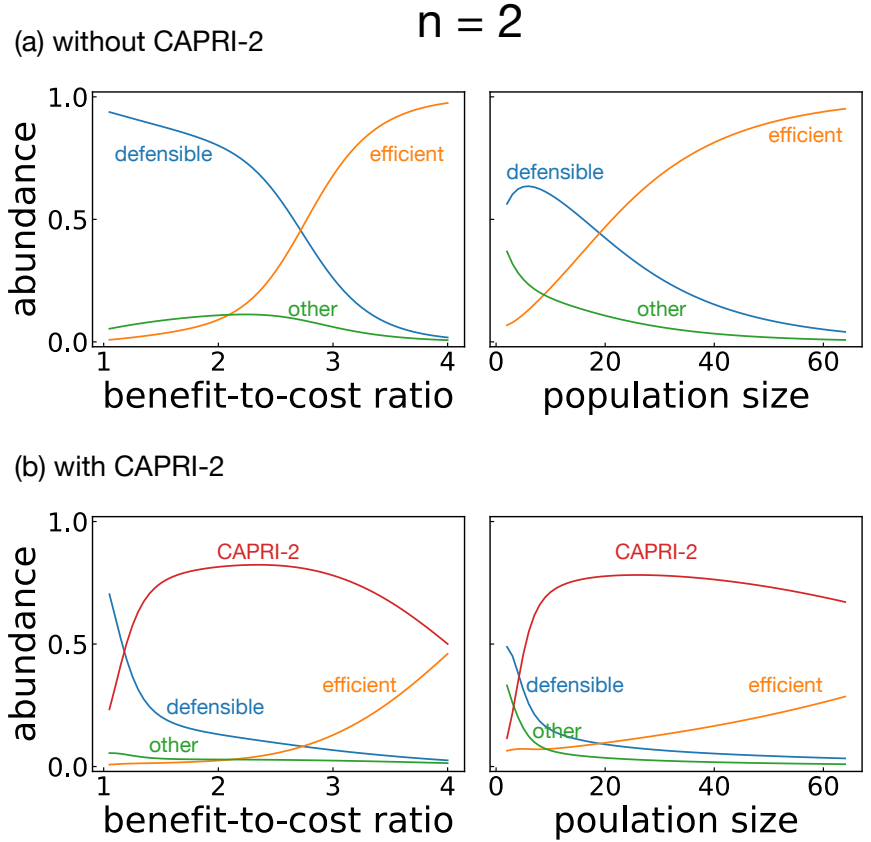 n = 2
(a) without CAPRI-2
abundance
1.0
0.5
0.0
defensible
efficient
other
1 2 3 4
benefit-to-cost ratio
defensible
efficient
other
0 20 40 60
population size
(b) with CAPRI-2
abundance
1.0
0.5
0.0
CAPRI-2
defensible
efficient
other
1 2 3 4
benefit-to-cost ratio
CAPRI-2
defensible
efficient
other
0 20 40 60
poulation size